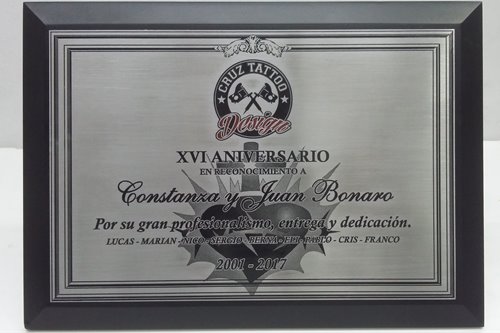 CRUZ TATTOO
Design
XVI ANIVERSARIO
EN RECONOCIMIENTO A
Constanza y Juan Bonaro
Por su gran profesionalismo, entrega y dedicación.
LUCAS - MARIAN - NICO - SERGIO - BERNA - ELI - PABLO - CRIS - FRANCO
2001 - 2017